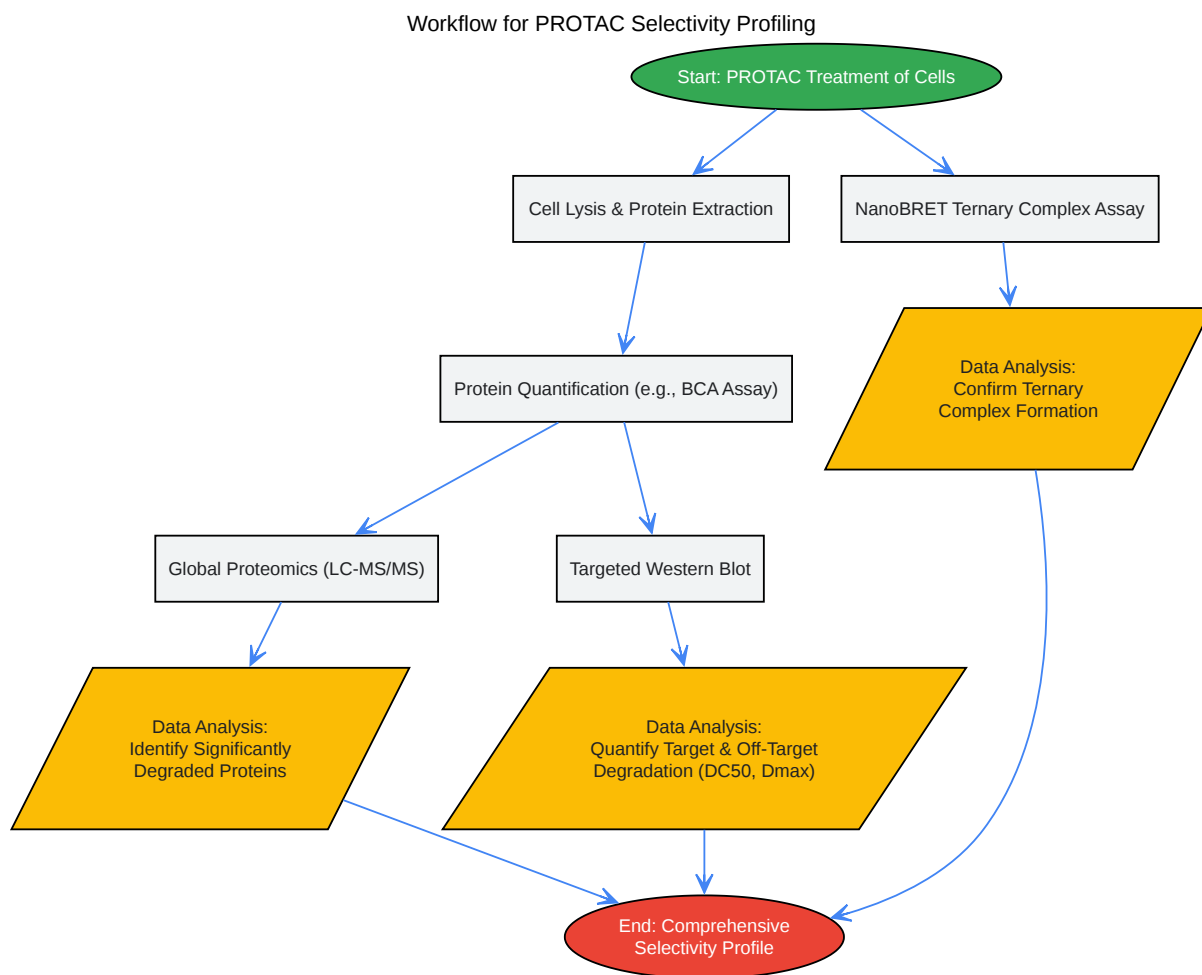 Workflow for PROTAC Selectivity Profiling
Start: PROTAC Treatment of Cells
Cell Lysis & Protein Extraction
NanoBRET Ternary Complex Assay
Data Analysis:
Confirm Ternary
Complex Formation
Protein Quantification (e.g., BCA Assay)
Global Proteomics (LC-MS/MS)
Targeted Western Blot
Data Analysis:
Identify Significantly
Degraded Proteins
Data Analysis:
Quantify Target & Off-Target
Degradation (DC50, Dmax)
End: Comprehensive
Selectivity Profile